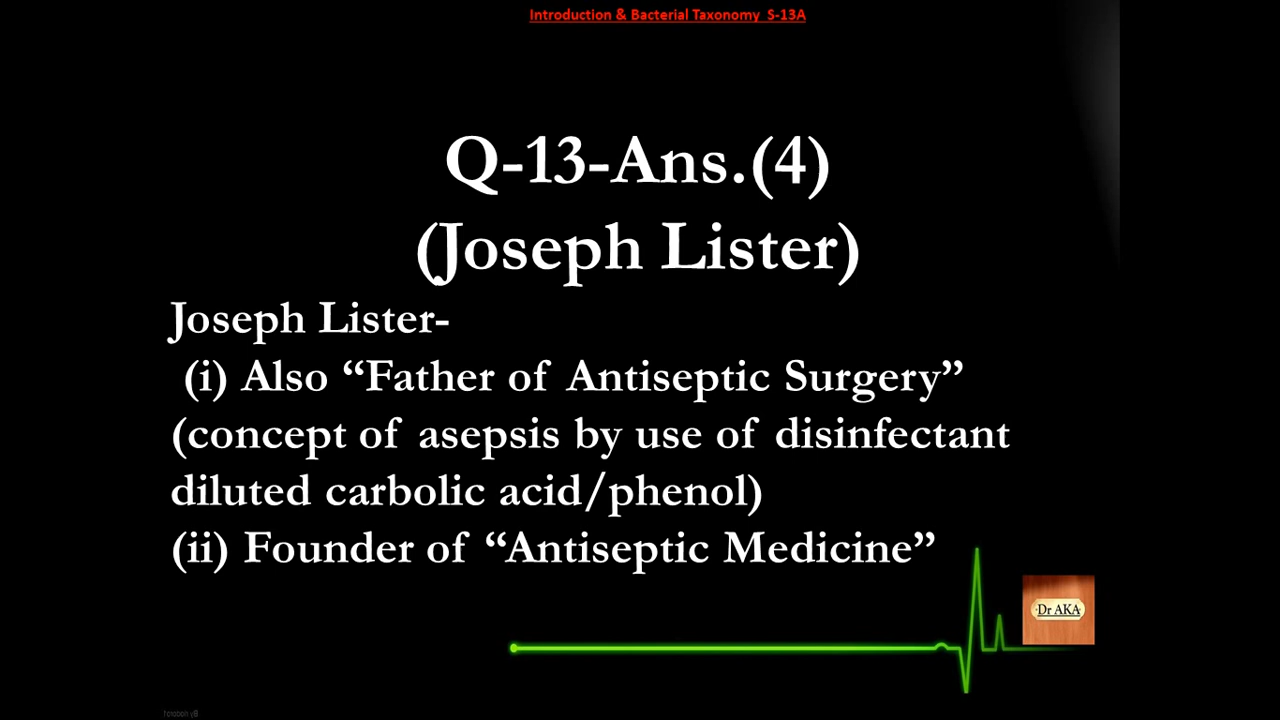 Introduction & Bacterial Taxonomy S-13A
Q-13-Ans.(4)
(Joseph Lister)
Joseph Lister-
(i) Also “Father of Antiseptic Surgery”
(concept of asepsis by use of disinfectant
diluted carbolic acid/phenol)
(ii) Founder of “Antiseptic Medicine”
Dr AKA